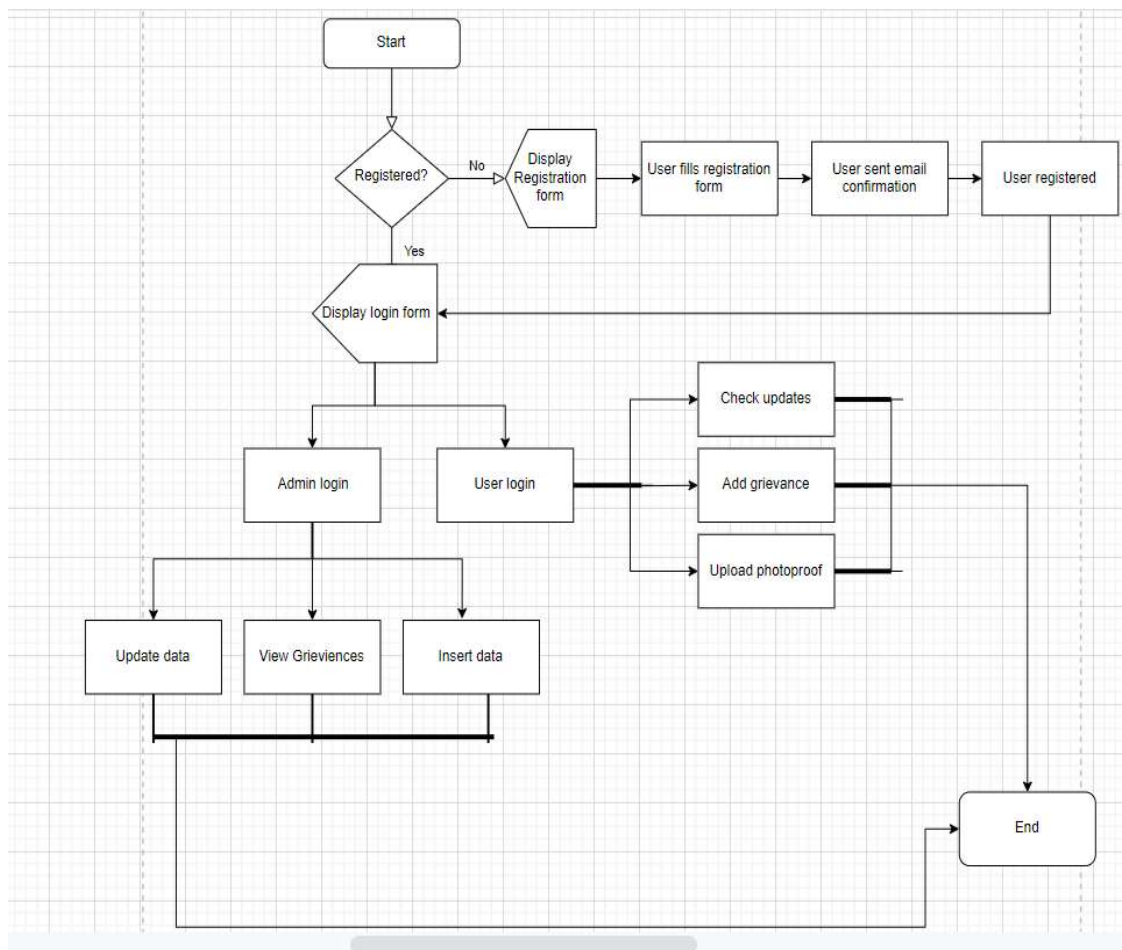 Start
Registered?
No
Display
Registration
form
User fills registration
form
User sent email
confirmation
User registered
Yes
Display login form
Check updates
Admin login
User login
Add grievance
Upload photoproof
Update data
View Grieviences
Insert data
End